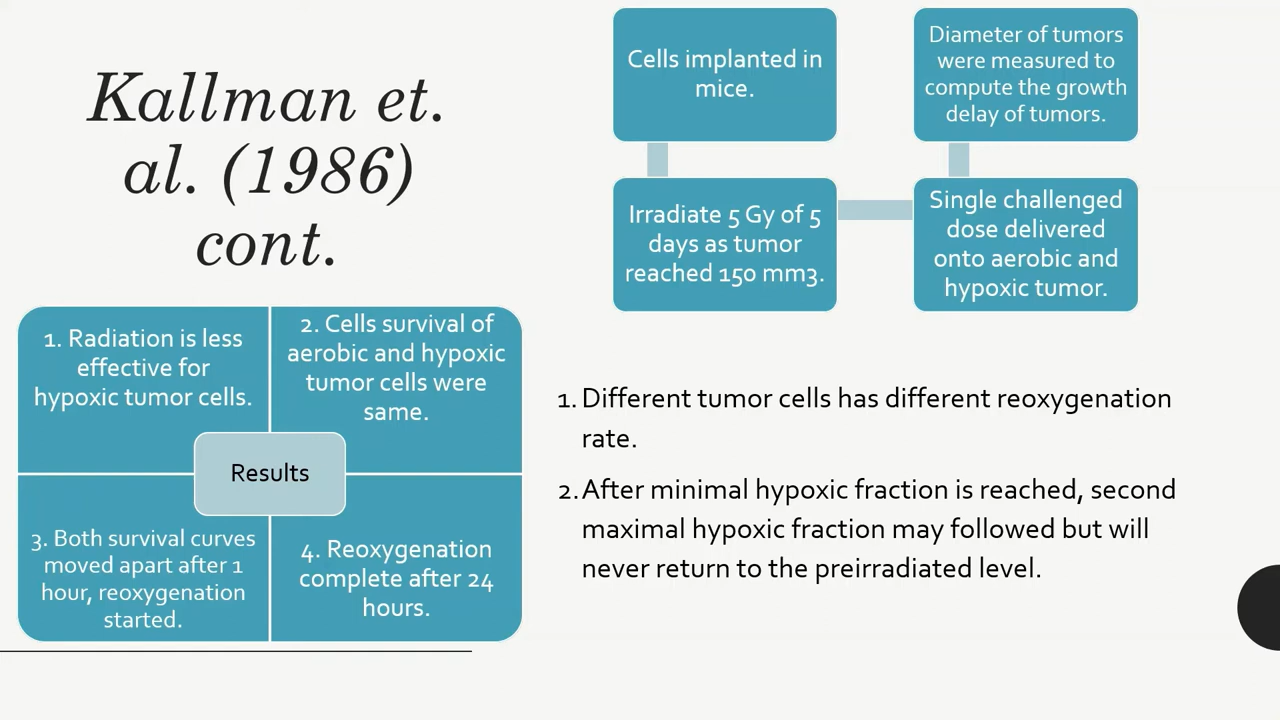 Kallman et.
al. (1986)
cont.
Cells implanted in
mice.
Irradiate 5 Gy of 5
days as tumor
reached 150 mm3.
Single challenged
dose delivered
onto aerobic and
hypoxic tumor.
Diameter of tumors
were measured to
compute the growth
delay of tumors.
1. Radiation is less
effective for
hypoxic tumor cells.
2. Cells survival of
aerobic and hypoxic
tumor cells were
same.
Results
3. Both survival curves
moved apart after 1
hour, reoxygenation
started.
4. Reoxygenation
complete after 24
hours.
1. Different tumor cells has different reoxygenation
rate.
2. After minimal hypoxic fraction is reached, second
maximal hypoxic fraction may followed but will
never return to the preirradiated level.